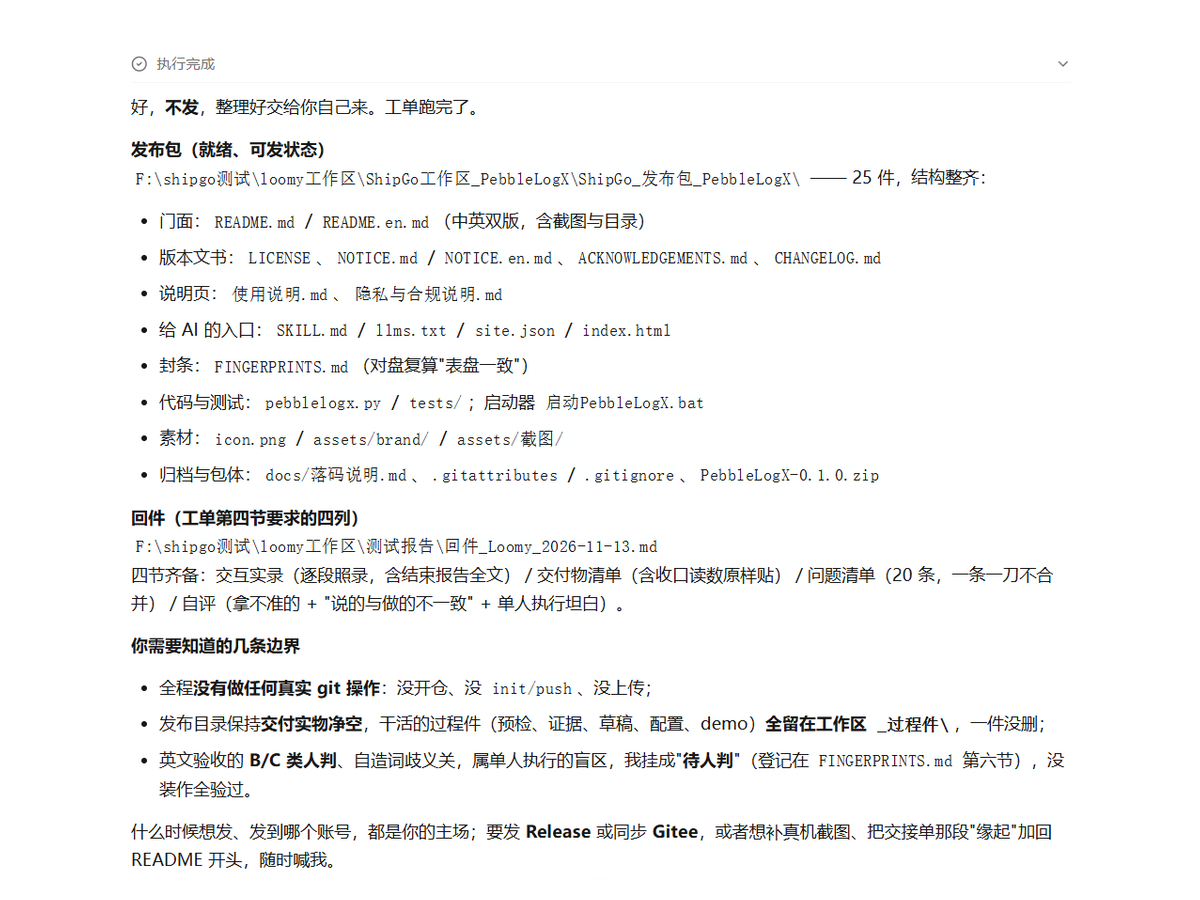 执行完成
好，不发，整理好交给你自己来。工单跑完了。
发布包（就绪、可发状态）
F:\shipgo测试\loomy工作区\ShipGo工作区_PebbleLogX\ShipGo_发布包_PebbleLogX\ —— 25 件，结构整齐：
• 门面： README.md / README.en.md （中英双版，含截图与目录）
• 版本文书： LICENSE 、 NOTICE.md / NOTICE.en.md 、 ACKNOWLEDGEMENTS.md 、 CHANGELOG.md
• 说明页： 使用说明.md 、 隐私与合规说明.md
• 给 AI 的入口： SKILL.md / llms.txt / site.json / index.html
• 封条： FINGERPRINTS.md （对盘复算"表盘一致"）
• 代码与测试： pebblelogx.py / tests/ ；启动器 启动PebbleLogX.bat
• 素材： icon.png / assets/brand/ / assets/截图/
• 归档与包体： docs/落码说明.md 、 .gitattributes / .gitignore 、 PebbleLogX-0.1.0.zip
回件（工单第四节要求的四列）
F:\shipgo测试\loomy工作区\测试报告\回件_Loomy_2026-11-13.md
四节齐备：交互实录（逐段照录，含结束报告全文） / 交付物清单（含收口读数原样贴） / 问题清单（20 条，一条一刀不合
并） / 自评（拿不准的 + "说的与做的不一致" + 单人执行坦白）。
你需要知道的几条边界
• 全程没有做任何真实 git 操作：没开仓、没 init/push 、没上传；
• 发布目录保持交付实物净空，干活的过程件（预检、证据、草稿、配置、demo）全留在工作区 _过程件\ ，一件没删；
• 英文验收的 B/C 类人判、自造词歧义关，属单人执行的盲区，我挂成"待人判"（登记在 FINGERPRINTS.md 第六节），没
装作全验过。
什么时候想发、发到哪个账号，都是你的主场；要发 Release 或同步 Gitee，或者想补真机截图、把交接单那段"缘起"加回
README 开头，随时喊我。